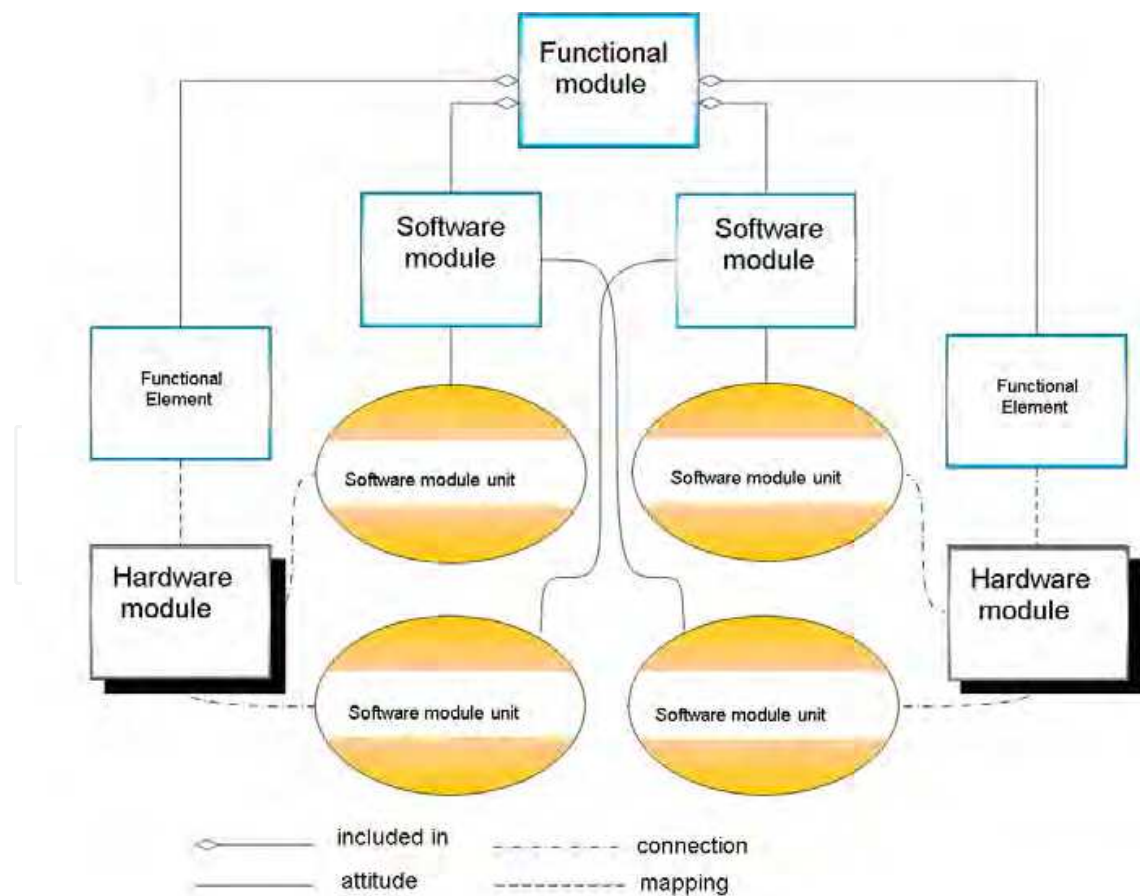 Functional
module
Software
module
Software
module
Functional
Element
Functional
Element
Software module unit
Software module unit
Hardware
module
Hardware
module
Software module unit
Software module unit
included in
connection
attitude
mapping